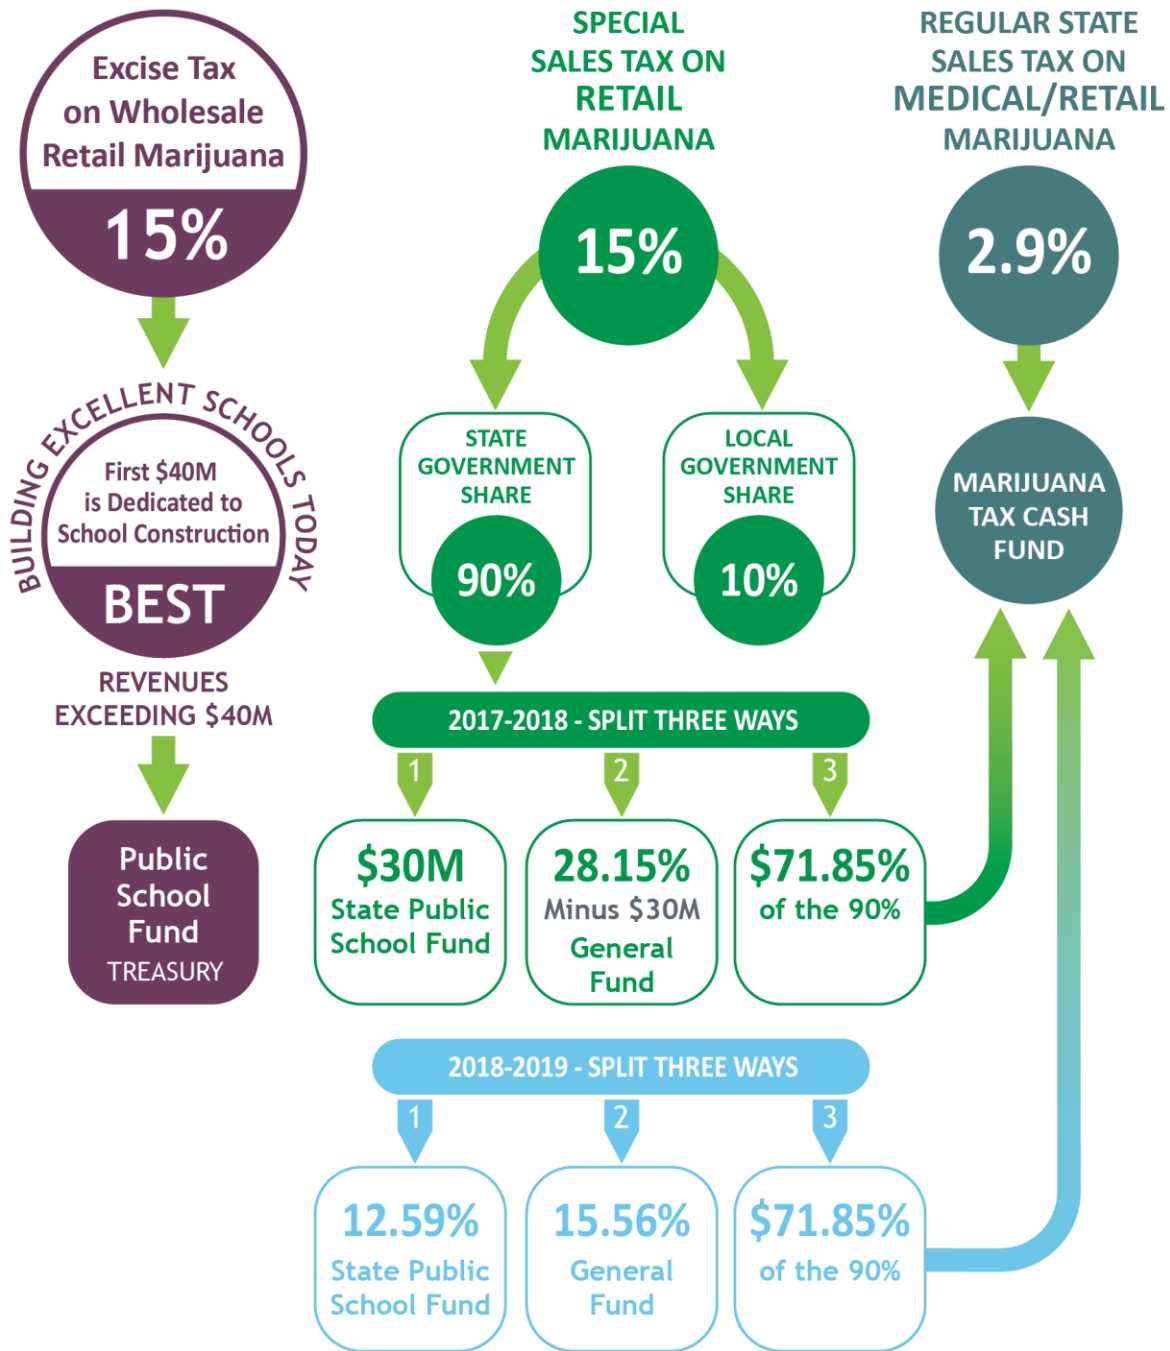 Excise Tax
on Wholesale
Retail Marijuana
15%
BUILDING EXCELLENT SCHOOLS TODAY
First $40M
is Dedicated to
School Construction
BEST
REVENUES
EXCEEDING $40M
Public
School
Fund
TREASURY
SPECIAL
SALES TAX ON
RETAIL
MARIJUANA
15%
STATE
GOVERNMENT
SHARE
90%
LOCAL
GOVERNMENT
SHARE
10%
2017-2018 - SPLIT THREE WAYS
1
$30M
State Public
School Fund
2
28.15%
Minus $30M
General
Fund
3
$71.85%
of the 90%
2018-2019 - SPLIT THREE WAYS
1
12.59%
State Public
School Fund
2
15.56%
General
Fund
3
$71.85%
of the 90%
REGULAR STATE
SALES TAX ON
MEDICAL/RETAIL
MARIJUANA
2.9%
MARIJUANA
TAX CASH
FUND